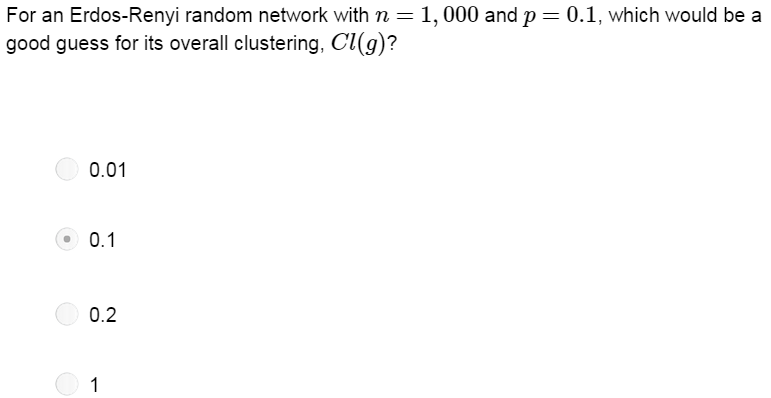 For an Erdos-Renyi random network with n = 1,000 and p = 0.1, which would be a
good guess for its overall clustering, Cl(g)?
0.01
0.1
0.2
1